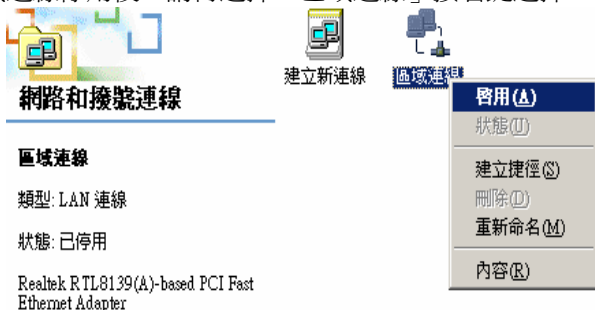 建立新連線
區域連線
網路和撥號連線
區域連線
類型: LAN 連線
狀態: 已停用
Realtek RTL8139(A)-based PCI Fast
Ethernet Adapter
啓用(A)
狀態(U)
建立捷徑(S)
刪除(D)
重新命名(M)
內容(R)